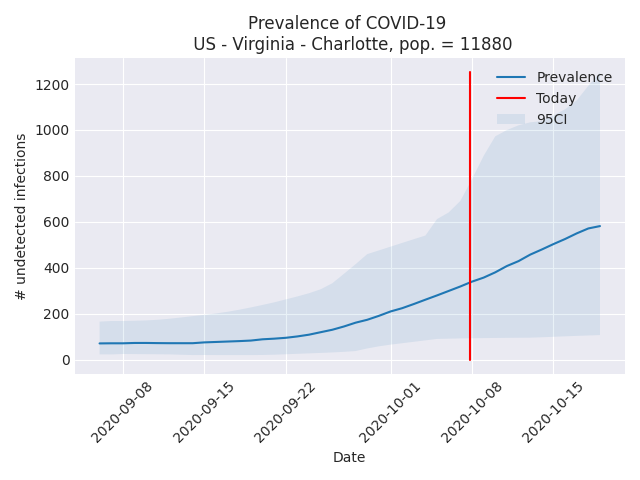 Prevalence of COVID-19
US - Virginia - Charlotte, pop. = 11880
Prevalence
Today
95CI
1200
1000
800
600
400
200
0
# undetected infections
2020-09-08
2020-09-15
2020-09-22
2020-10-01
2020-10-08
2020-10-15
Date